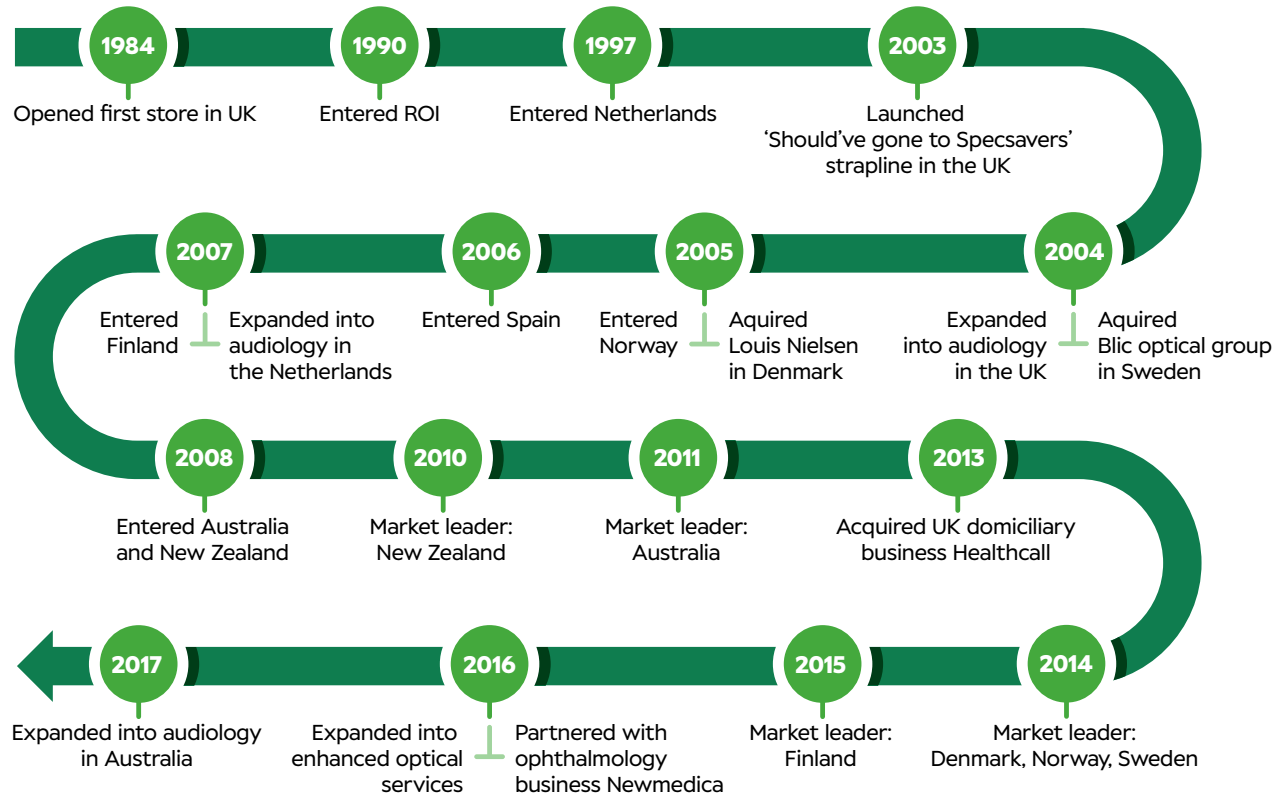 1984
Opened first store in UK
1990
Entered ROI
1997
Entered Netherlands
2003
Launched
‘Should’ve gone to Specsavers’
strapline in the UK
2004
Expanded
into audiology
in the UK
Aquired
Blic optical group
in Sweden
2005
Entered
Norway
Aquired
Louis Nielsen
in Denmark
2006
Entered Spain
2007
Entered
Finland
Expanded into
audiology in
the Netherlands
2008
Entered Australia
and New Zealand
2010
Market leader:
New Zealand
2011
Market leader:
Australia
2013
Acquired UK domiciliary
business Healthcall
2014
Market leader:
Denmark, Norway, Sweden
2015
Market leader:
Finland
2016
Expanded into
enhanced optical
services
Partnered with
ophthalmology
business Newmedica
2017
Expanded into audiology
in Australia